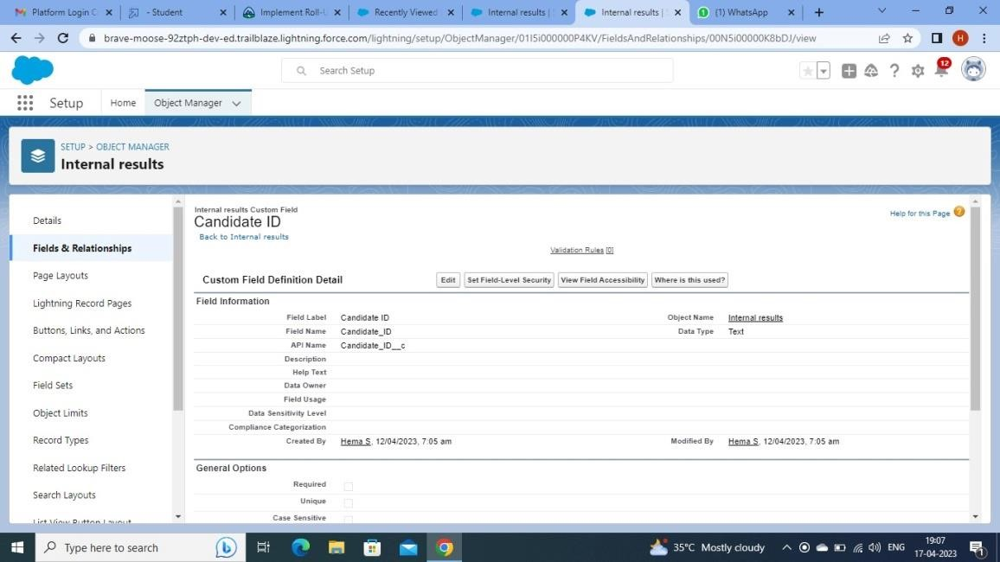 Platform Login C
- Student
Implement Roll-U
Recently Viewed
Internal results |
Internal results | S
(1) WhatsApp
brave-moose-92ztph-dev-ed.trailblaze.lightning.force.com/lightning/setup/ObjectManager/01I5i000000P4KV/FieldsAndRelationships/00N5i00000K8bDJ/view
H
Search Setup
12
Setup
Home
Object Manager
SETUP > OBJECT MANAGER
Internal results
Details
Fields & Relationships
Page Layouts
Lightning Record Pages
Buttons, Links, and Actions
Compact Layouts
Field Sets
Object Limits
Record Types
Related Lookup Filters
Search Layouts
List View Button Layout
Internal results Custom Field
Candidate ID
Back to Internal results
Help for this Page
Validation Rules [0]
Custom Field Definition Detail
Edit
Set Field-Level Security
View Field Accessibility
Where is this used?
Field Information
Field Label Candidate ID Object Name Internal results
Field Name Candidate_ID Data Type Text
API Name Candidate_ID__c
Description
Help Text
Data Owner
Field Usage
Data Sensitivity Level
Compliance Categorization
Created By Hema S, 12/04/2023, 7:05 am Modified By Hema S, 12/04/2023, 7:05 am
General Options
Required
Unique
Case Sensitive
Type here to search
35°C Mostly cloudy
ENG
19:07
17-04-2023
1